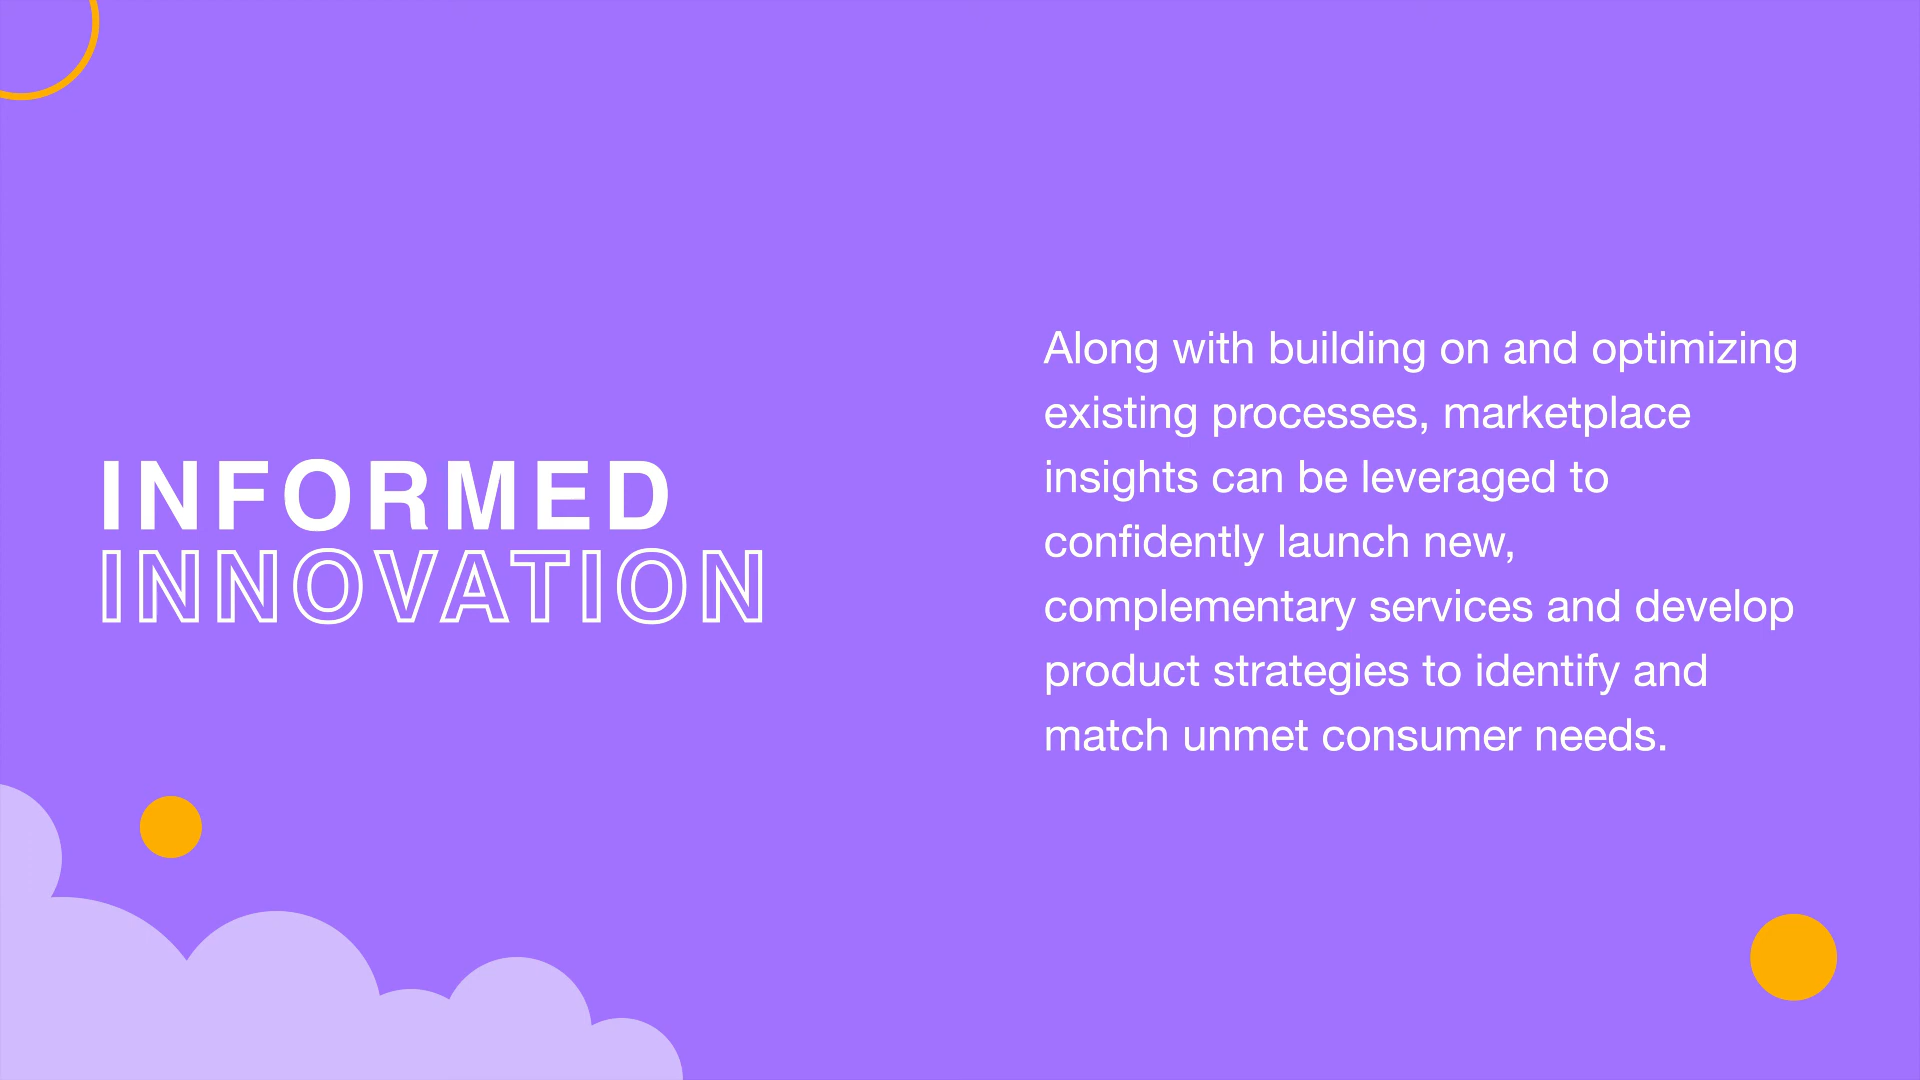 INFORMED
INNOVATION
Along with building on and optimizing
existing processes, marketplace
insights can be leveraged to
confidently launch new,
complementary services and develop
product strategies to identify and
match unmet consumer needs.